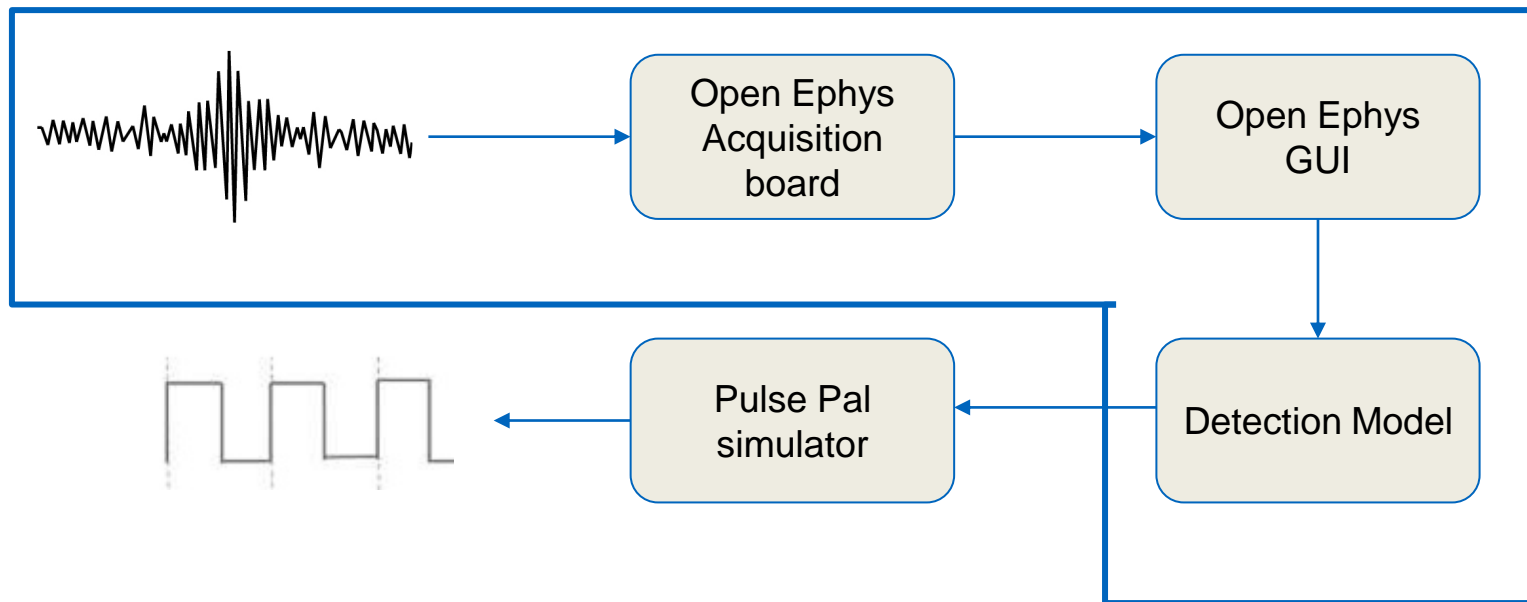 Open Ephys
Acquisition
board
Open Ephys
GUI
Pulse Pal
simulator
Detection Model